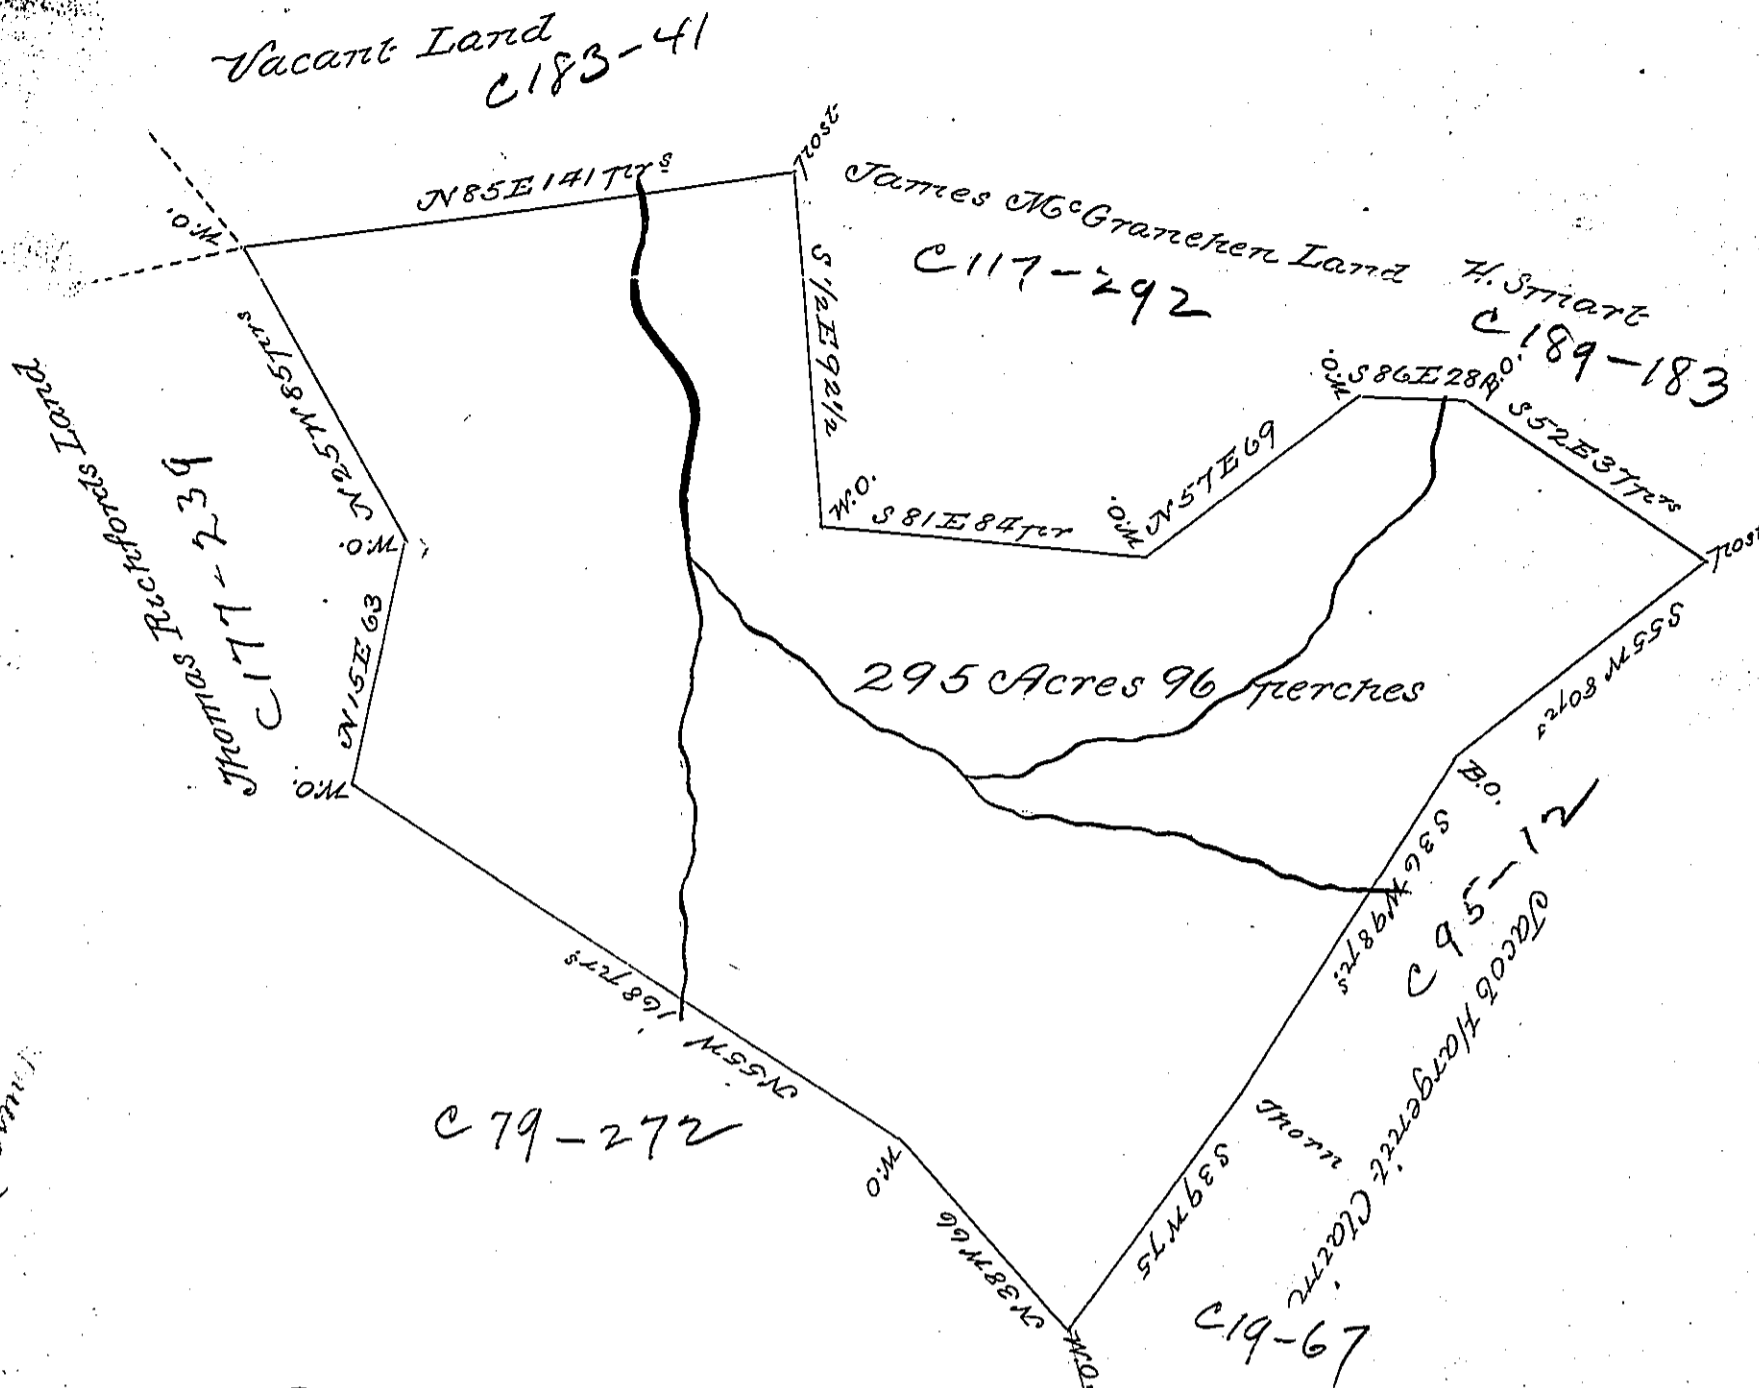 Vacant Land
C183-41
N85E141prs
Post
James McGranehen Land
C117-292
H. Smart
C189-183
W.O.
N25W85prs
S1/2E92 1/2
W.O.
S86E28P
B.O.
S52E37prs
Post
Thomas Ruchfords Land
C177-239
W.O.
N15E63
W.O.
W.O.
S81E84Pr
W.O.
N57E69
295 Acres 96 perches
S55W80prs
B.O.
S36W98prs
C95-12
Jacob Hargenet Claim
N55W 168prs
C79-272
W.O.
N38W66
Thorn
S39W75
W.O.
C19-67